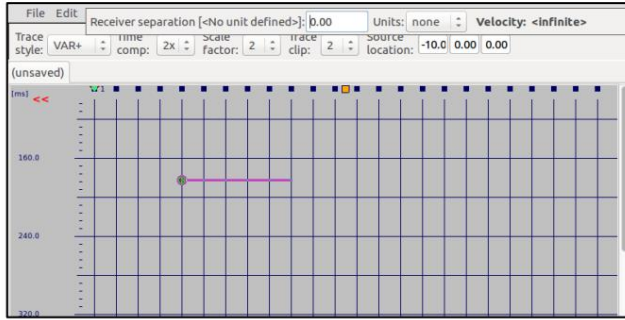 File Edit
Receiver separation [<No unit defined>]: 0.00 Units: none Velocity: <infinite>
Trace style: VAR+ Time comp: 2x Scale factor: 2 Trace clip: 2 Source location: -10.0 0.00 0.00
(unsaved)
1
[ms] <<
160.0
240.0
320.0